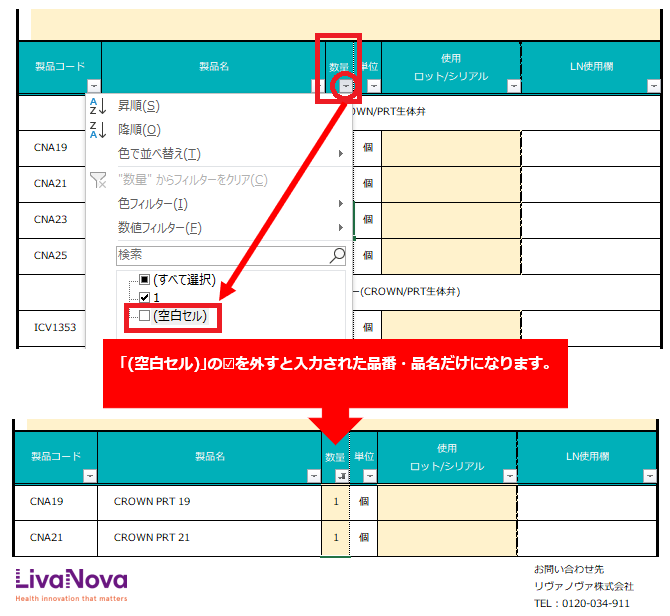 製品コード 製品名 数量 単位 使用
ロット/シリアル LN使用欄
昇順(S)
降順(O)
色で並べ替え(T)
"数量" からフィルターをクリア(C)
色フィルター(I)
数値フィルター(F)
検索
(すべて選択)
1
(空白セル)
OWN/PRT生体弁
CNA19 個
CNA21 個
CNA23 個
CNA25 個
ー(CROWN/PRT生体弁)
ICV1353 個
「(空白セル)」の☑を外すと入力された品番・品名だけになります。
製品コード 製品名 数量 単位 使用
ロット/シリアル LN使用欄
CNA19 CROWN PRT 19 1 個
CNA21 CROWN PRT 21 1 個
LivaNova
Health innovation that matters
お問い合わせ先
リヴァノヴァ株式会社
TEL：0120-034-911